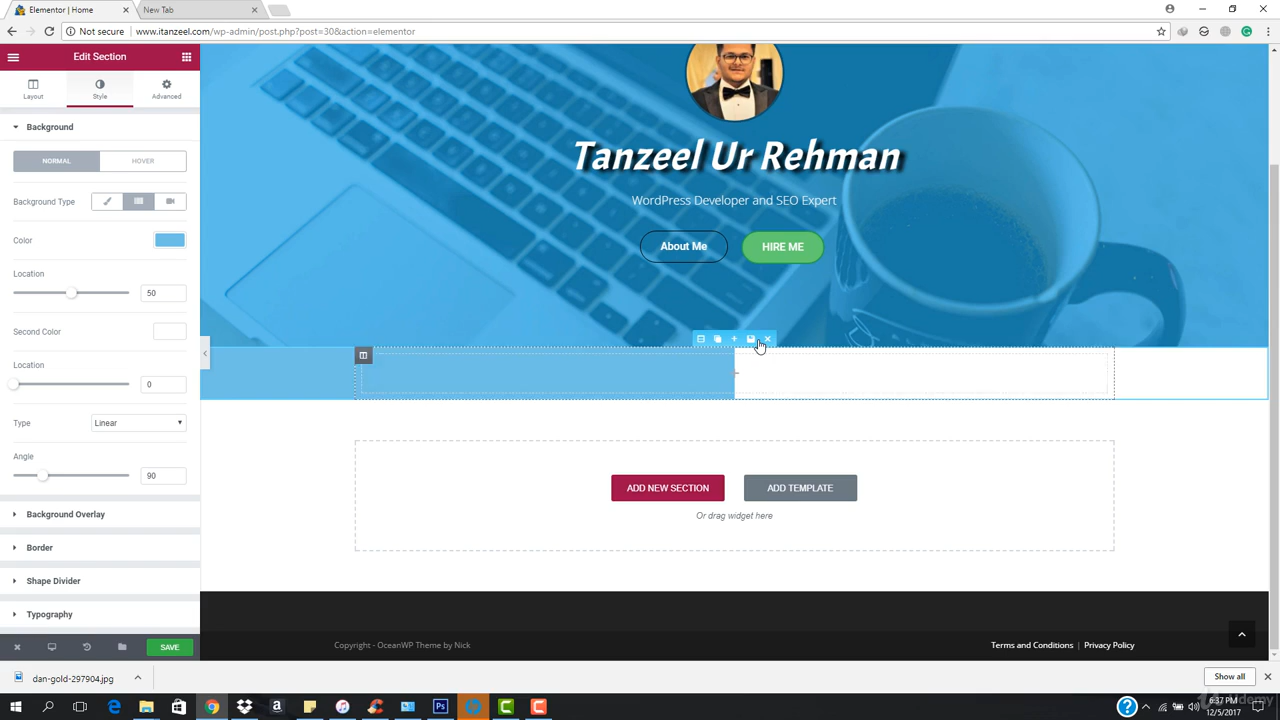 Elementor | Home
New Tab
Not secure
www.itanzeel.com/wp-admin/post.php?post=30&action=elementor
Edit Section
Layout
Style
Advanced
Background
NORMAL
HOVER
Background Type
Color
Location
50
Second Color
Location
0
Type
Linear
Angle
90
Background Overlay
Border
Shape Divider
Typography
SAVE
Tanzeel Ur Rehman
WordPress Developer and SEO Expert
About Me
HIRE ME
ADD NEW SECTION
ADD TEMPLATE
Or drag widget here
Copyright - OceanWP Theme by Nick
Terms and Conditions | Privacy Policy
dan-gold-297904.jpg
Show all
Ps
6:37 PM
12/5/2017